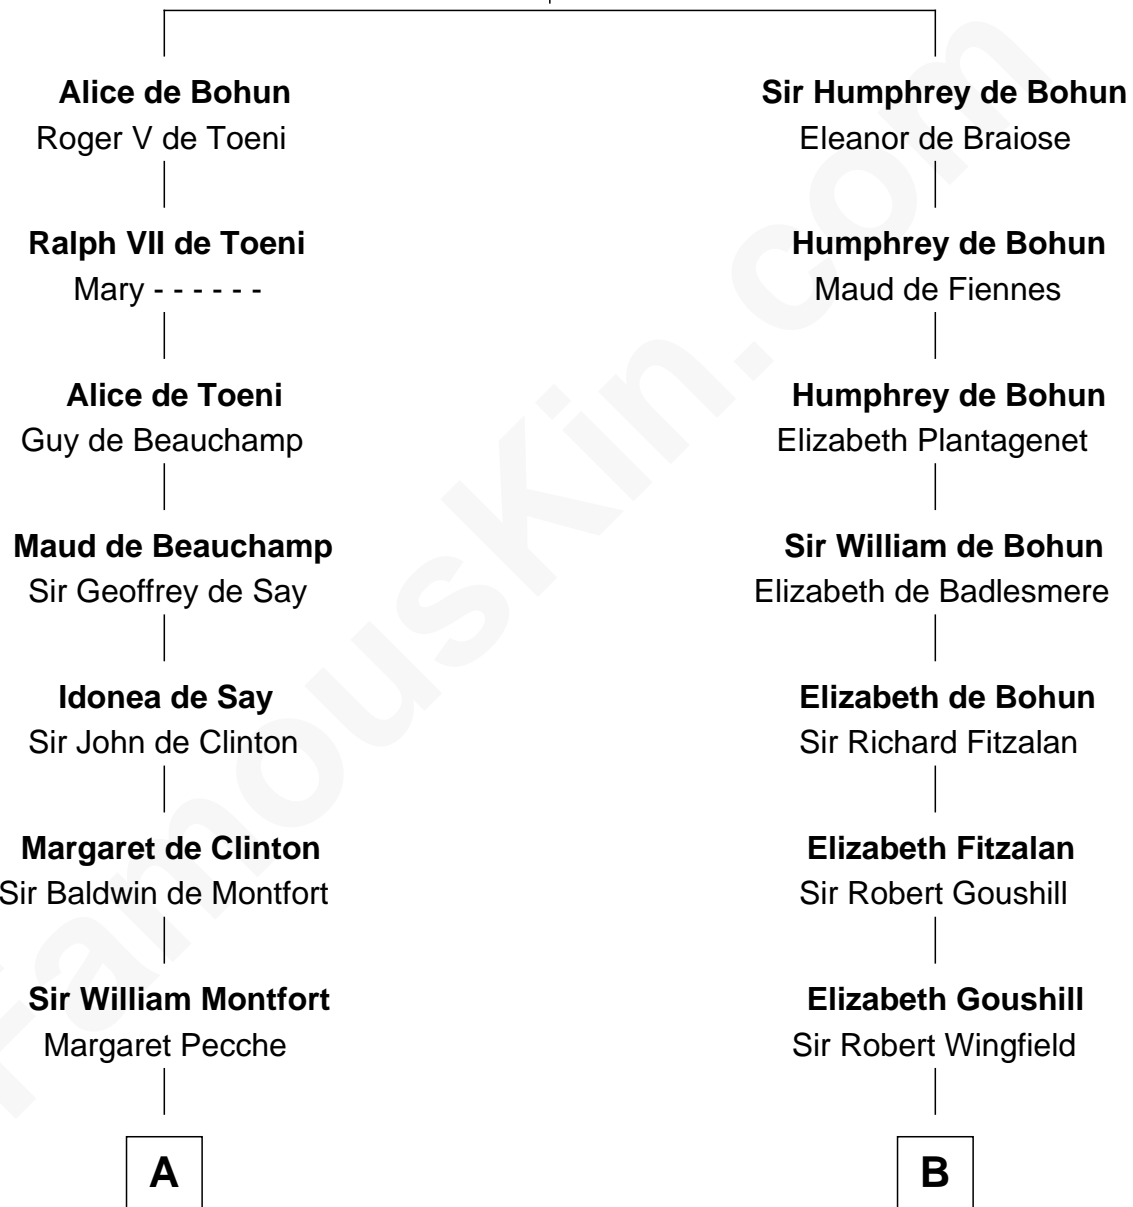 Alice de Bohun
Roger V de Toeni
Sir Humphrey de Bohun
Eleanor de Braiose
Ralph VII de Toeni
Mary - - - - - -
Humphrey de Bohun
Maud de Fiennes
Alice de Toeni
Guy de Beauchamp
Humphrey de Bohun
Elizabeth Plantagenet
Maud de Beauchamp
Sir Geoffrey de Say
Sir William de Bohun
Elizabeth de Badlesmere
Idonea de Say
Sir John de Clinton
Elizabeth de Bohun
Sir Richard Fitzalan
Margaret de Clinton
Sir Baldwin de Montfort
Elizabeth Fitzalan
Sir Robert Goushill
Sir William Montfort
Margaret Pecche
Elizabeth Goushill
Sir Robert Wingfield
A
B
FamousKin.com